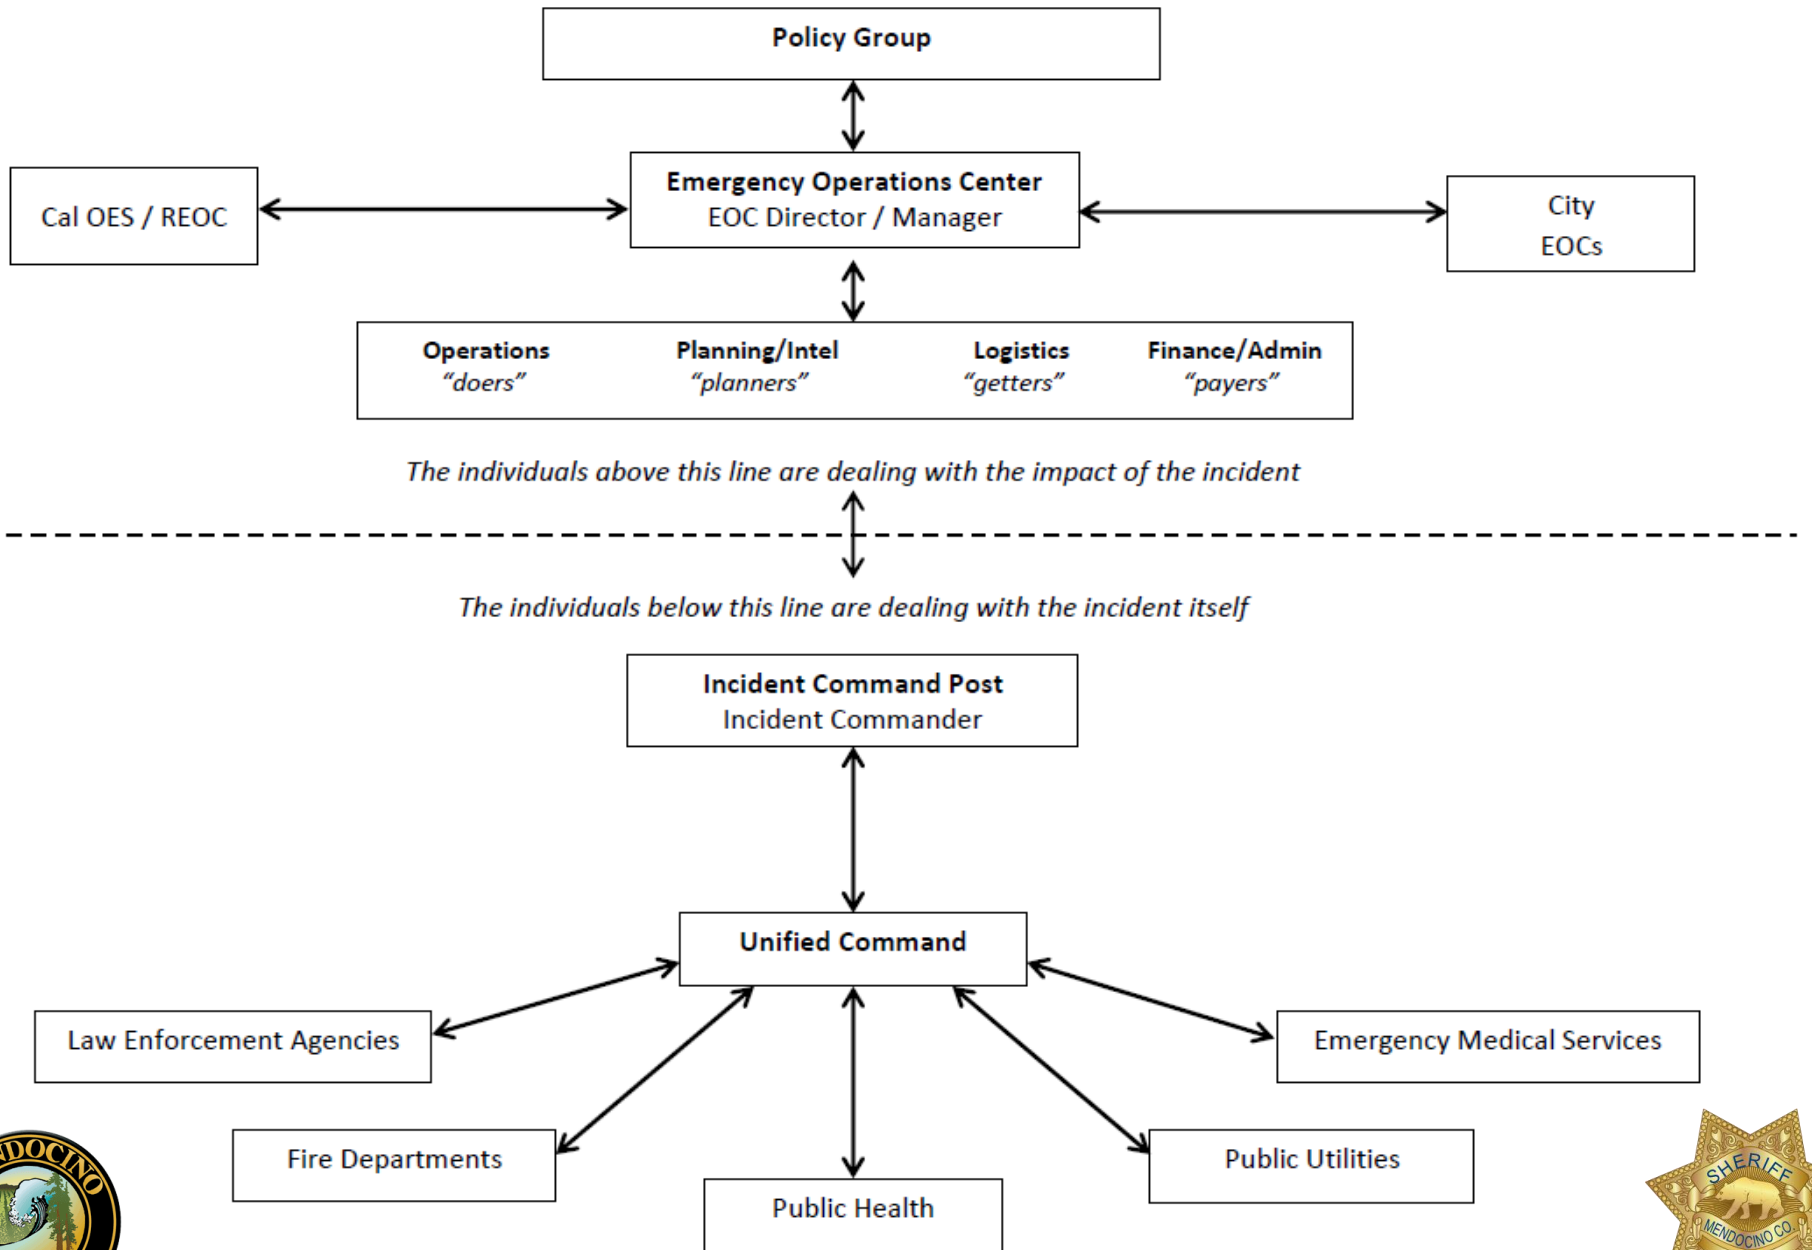 Policy Group
Emergency Operations Center
EOC Director / Manager
Cal OES / REOC
City
EOCs
Operations
“doers”
Planning/Intel
“planners”
Logistics
“getters”
Finance/Admin
“payers”
The individuals above this line are dealing with the impact of the incident
The individuals below this line are dealing with the incident itself
Incident Command Post
Incident Commander
Unified Command
Law Enforcement Agencies
Emergency Medical Services
Fire Departments
Public Utilities
Public Health
NDOCINO
SHERIFF
MENDOCINO CO.